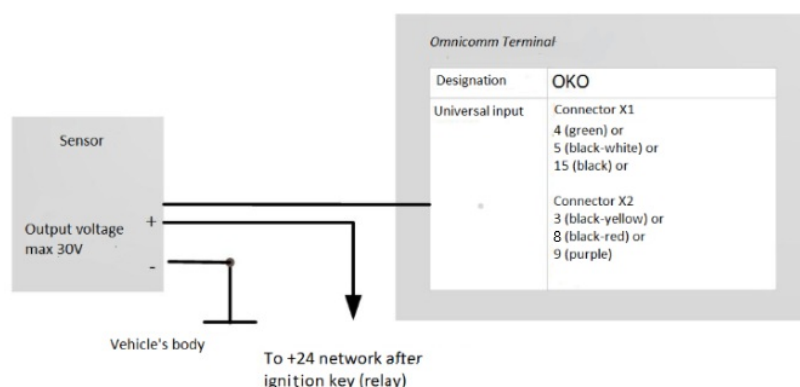 Omnicomm Terminal
Designation OKO
Universal input Connector X1
4 (green) or
5 (black-white) or
15 (black) or
Connector X2
3 (black-yellow) or
8 (black-red) or
9 (purple)
Sensor
Output voltage +
max 30V
-
Vehicle's body
To +24 network after
ignition key (relay)